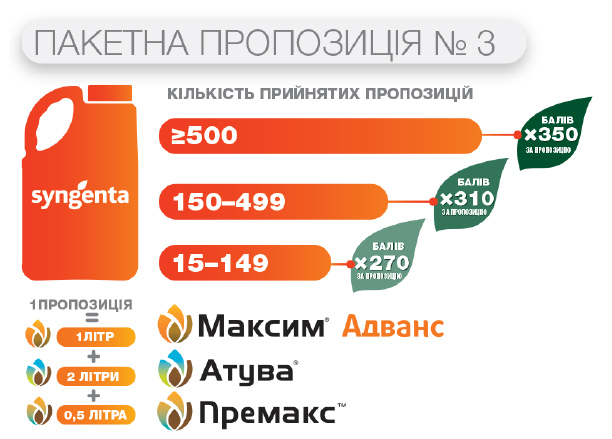 ПАКЕТНА ПРОПОЗИЦІЯ № 3
КІЛЬКІСТЬ ПРИЙНЯТИХ ПРОПОЗИЦІЙ
syngenta
≥500
БАЛІВ
×350
ЗА ПРОПОЗИЦІЮ
150–499
БАЛІВ
×310
ЗА ПРОПОЗИЦІЮ
15–149
БАЛІВ
×270
ЗА ПРОПОЗИЦІЮ
1 ПРОПОЗИЦІЯ
=
1 ЛІТР
Максим® Адванс
+
2 ЛІТРИ
Атува®
+
0,5 ЛІТРА
Премакс™